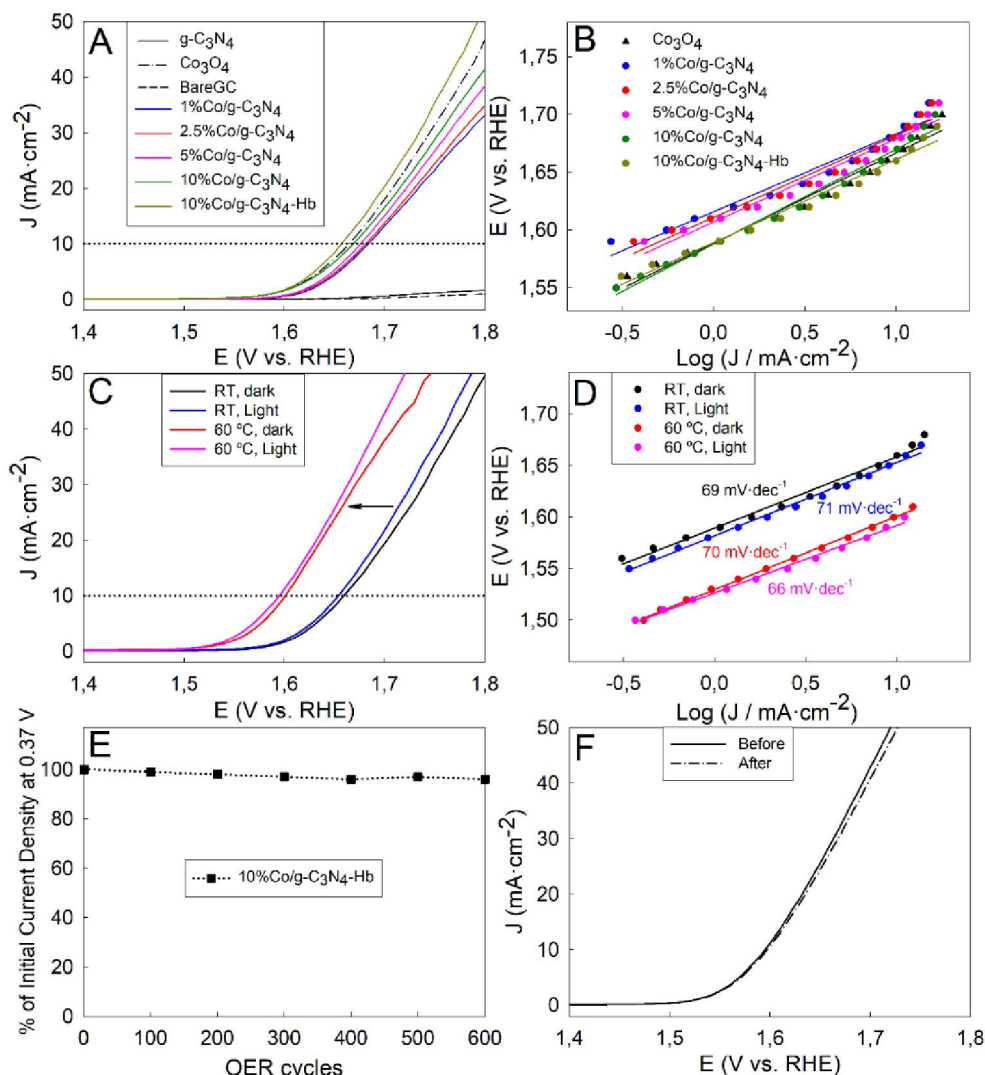 A
J (mA·cm⁻²)
50
40
30
20
10
0
g-C₃N₄
Co₃O₄
BareGC
1%Co/g-C₃N₄
2.5%Co/g-C₃N₄
5%Co/g-C₃N₄
10%Co/g-C₃N₄
10%Co/g-C₃N₄-Hb
1,4 1,5 1,6 1,7 1,8
E (V vs. RHE)
B
E (V vs. RHE)
1,75
1,70
1,65
1,60
1,55
Co₃O₄
1%Co/g-C₃N₄
2.5%Co/g-C₃N₄
5%Co/g-C₃N₄
10%Co/g-C₃N₄
10%Co/g-C₃N₄-Hb
-0,5 0,0 0,5 1,0
Log (J / mA·cm⁻²)
C
J (mA·cm⁻²)
50
40
30
20
10
0
RT, dark
RT, Light
60 ºC, dark
60 ºC, Light
1,4 1,5 1,6 1,7 1,8
E (V vs. RHE)
D
E (V vs. RHE)
1,70
1,65
1,60
1,55
1,50
RT, dark
RT, Light
60 ºC, dark
60 ºC, Light
69 mV·dec⁻¹
71 mV·dec⁻¹
70 mV·dec⁻¹
66 mV·dec⁻¹
-0,5 0,0 0,5 1,0
Log (J / mA·cm⁻²)
E
% of Initial Current Density at 0.37 V
100
80
60
40
20
0
10%Co/g-C₃N₄-Hb
0 100 200 300 400 500 600
OER cycles
F
J (mA·cm⁻²)
50
40
30
20
10
0
Before
After
1,4 1,5 1,6 1,7 1,8
E (V vs. RHE)